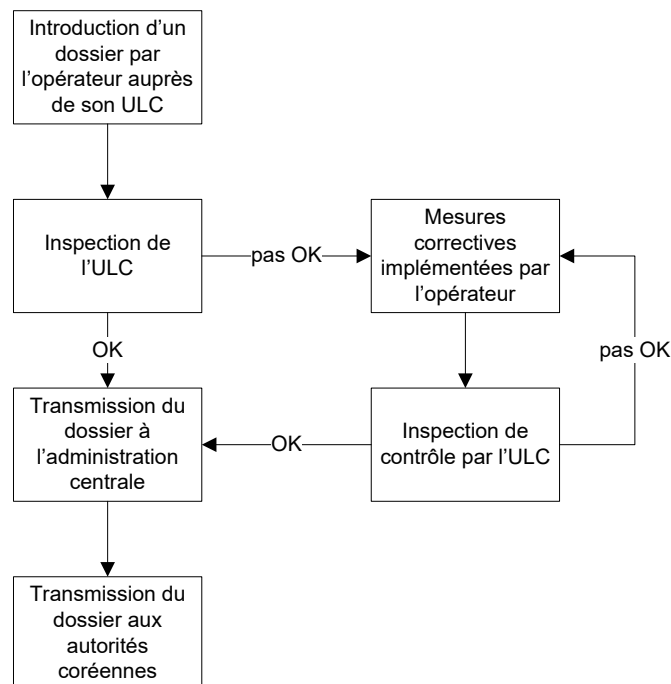 Introduction d’un
dossier par
l’opérateur auprès
de son ULC
Inspection de
l’ULC
pas OK
Mesures
correctives
implémentées par
l’opérateur
OK
pas OK
Transmission du
dossier à
l’administration
centrale
OK
Inspection de
contrôle par l’ULC
Transmission du
dossier aux
autorités
coréennes